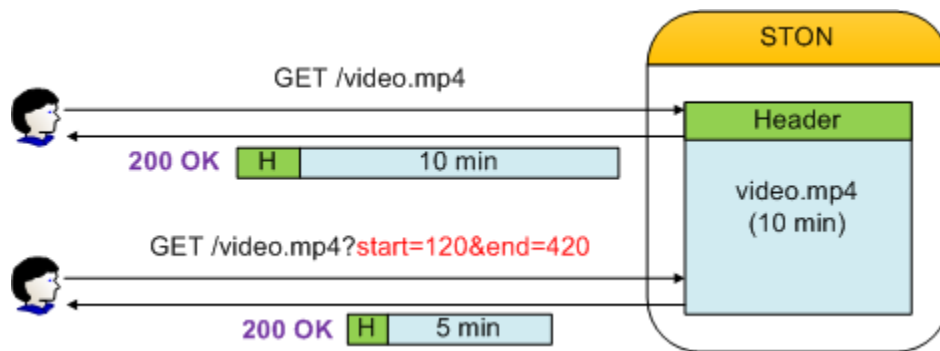 STON
GET /video.mp4
Header
200 OK
H
10 min
video.mp4
(10 min)
GET /video.mp4?start=120&end=420
200 OK
H
5 min